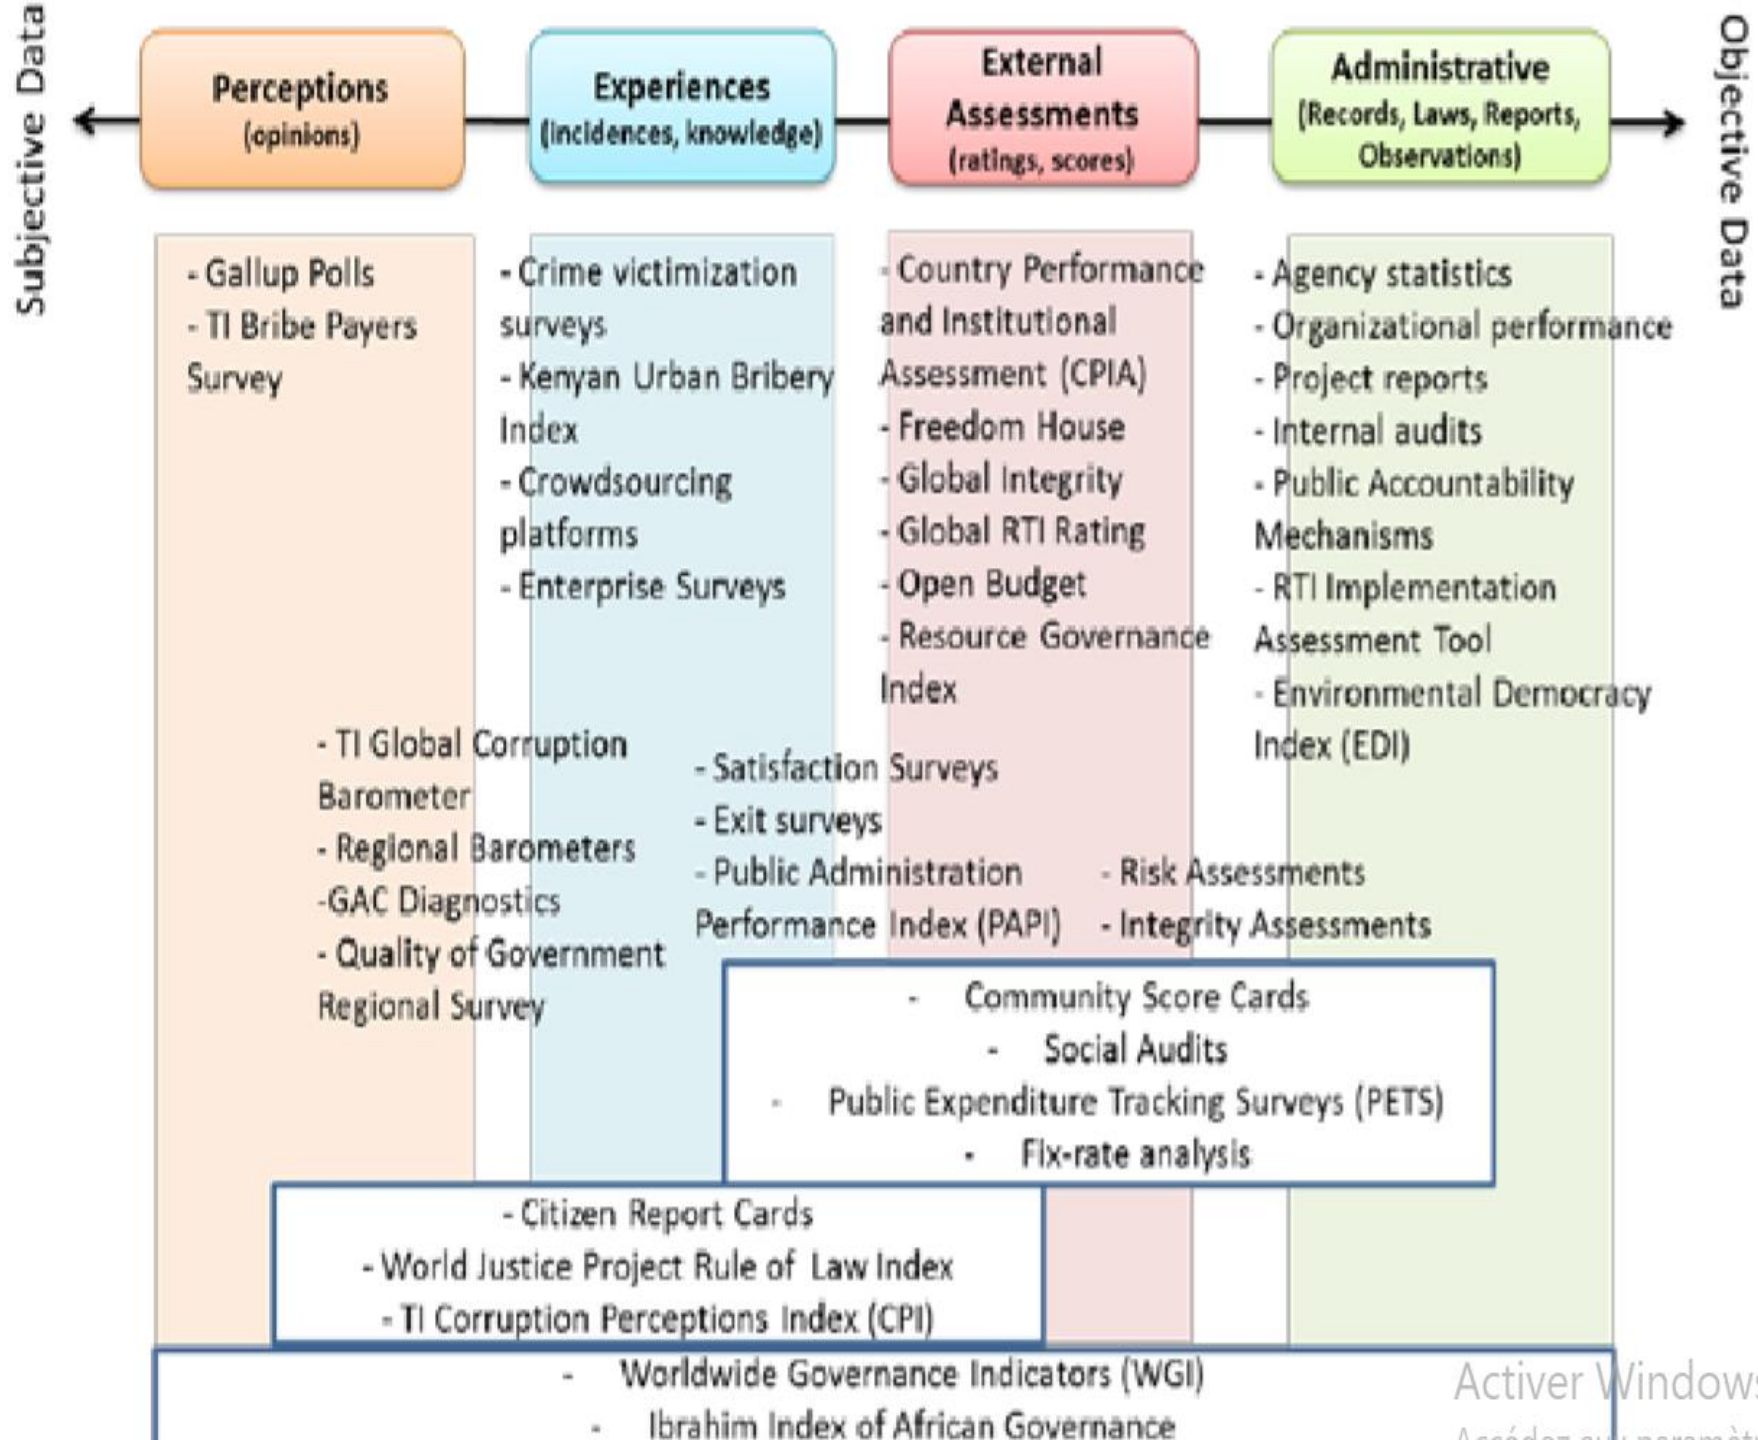 Subjective Data
Perceptions
(opinions)
Experiences
(incidences, knowledge)
External
Assessments
(ratings, scores)
Administrative
(Records, Laws, Reports,
Observations)
Objective Data
- Gallup Polls
- TI Bribe Payers
Survey
- Crime victimization
surveys
- Kenyan Urban Bribery
Index
- Crowdsourcing
platforms
- Enterprise Surveys
- Country Performance
and Institutional
Assessment (CPIA)
- Freedom House
- Global Integrity
- Global RTI Rating
- Open Budget
- Resource Governance
Index
- Agency statistics
- Organizational performance
- Project reports
- Internal audits
- Public Accountability
Mechanisms
- RTI Implementation
Assessment Tool
- Environmental Democracy
Index (EDI)
- TI Global Corruption
Barometer
- Regional Barometers
-GAC Diagnostics
- Quality of Government
Regional Survey
- Satisfaction Surveys
- Exit surveys
- Public Administration
Performance Index (PAPI)
- Risk Assessments
- Integrity Assessments
- Community Score Cards
- Social Audits
- Public Expenditure Tracking Surveys (PETS)
- Fix-rate analysis
- Citizen Report Cards
- World Justice Project Rule of Law Index
- TI Corruption Perceptions Index (CPI)
- Worldwide Governance Indicators (WGI)
- Ibrahim Index of African Governance
Activer Windows